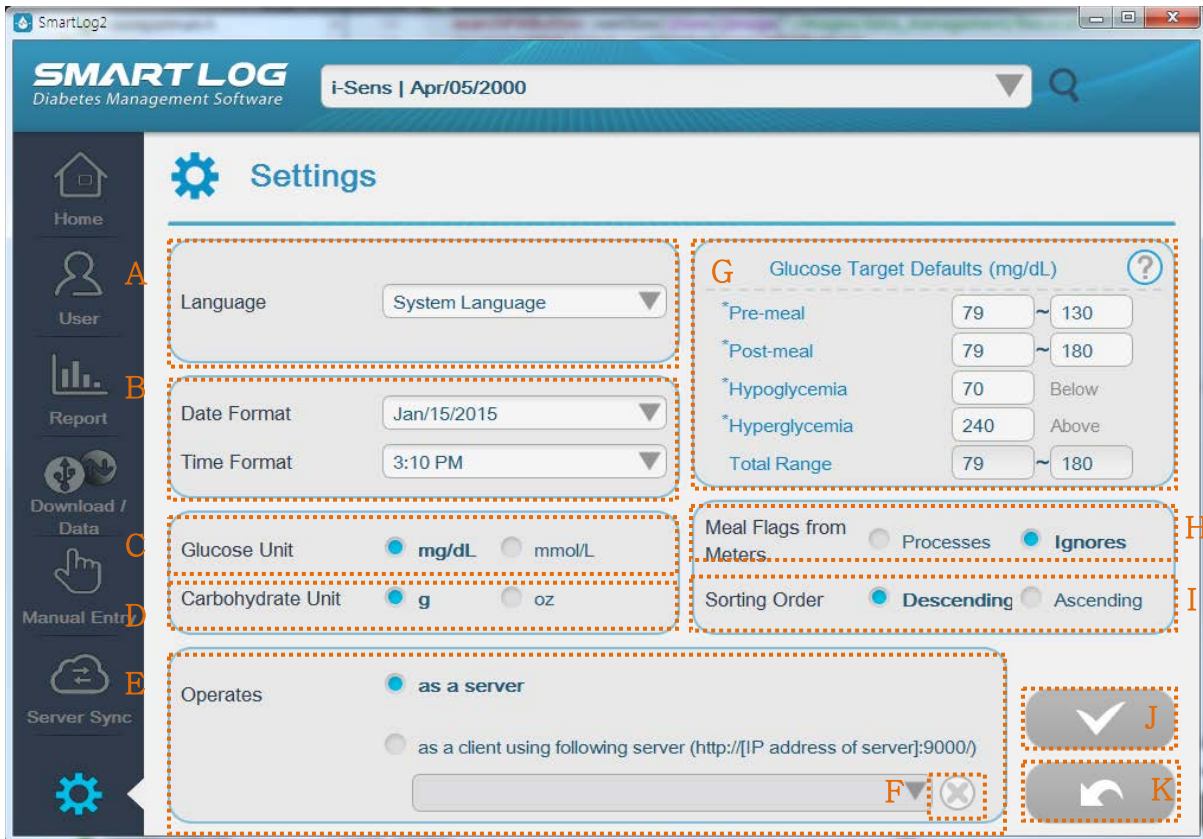 SmartLog2
SMART LOG
Diabetes Management Software
i-Sens | Apr/05/2000
Settings
Home
User
Report
Download /
Data
Manual Entry
Server Sync
A
Language
System Language
B
Date Format
Jan/15/2015
Time Format
3:10 PM
C
Glucose Unit
mg/dL
mmol/L
D
Carbohydrate Unit
g
oz
G
Glucose Target Defaults (mg/dL)
?
*Pre-meal 79 ~ 130
*Post-meal 79 ~ 180
*Hypoglycemia 70 Below
*Hyperglycemia 240 Above
Total Range 79 ~ 180
Meal Flags from
Meters
Processes
Ignores
H
Sorting Order
Descending
Ascending
I
E
Operates
as a server
as a client using following server (http://[IP address of server]:9000/)
F
J
K